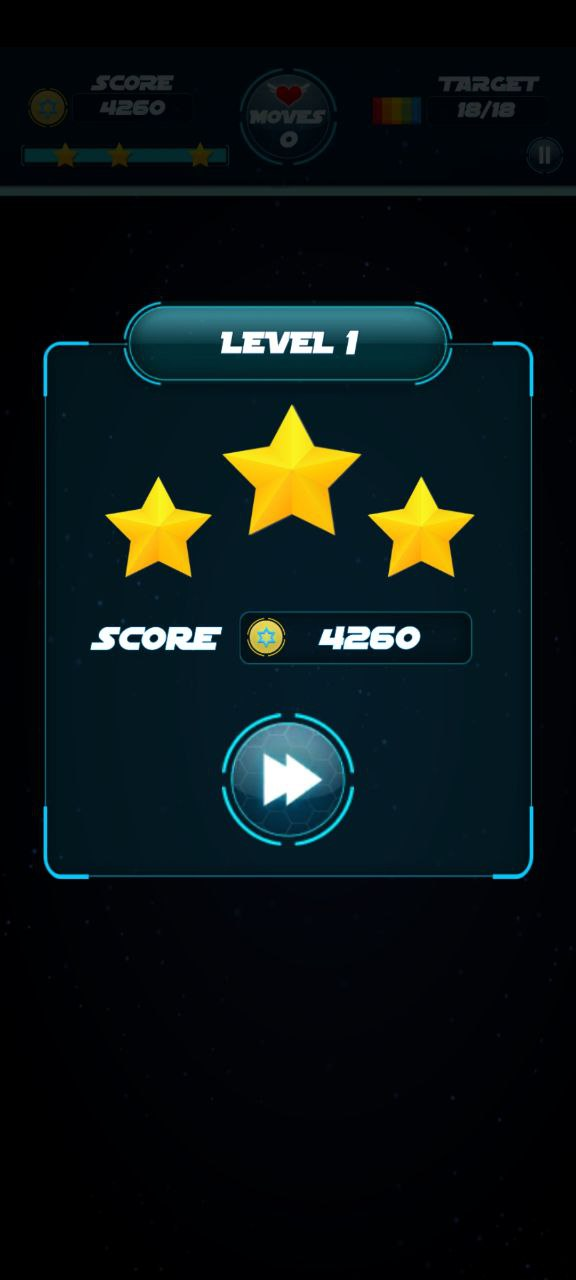 SCORE
4260
MOVES
0
TARGET
18/18
LEVEL 1
SCORE 4260